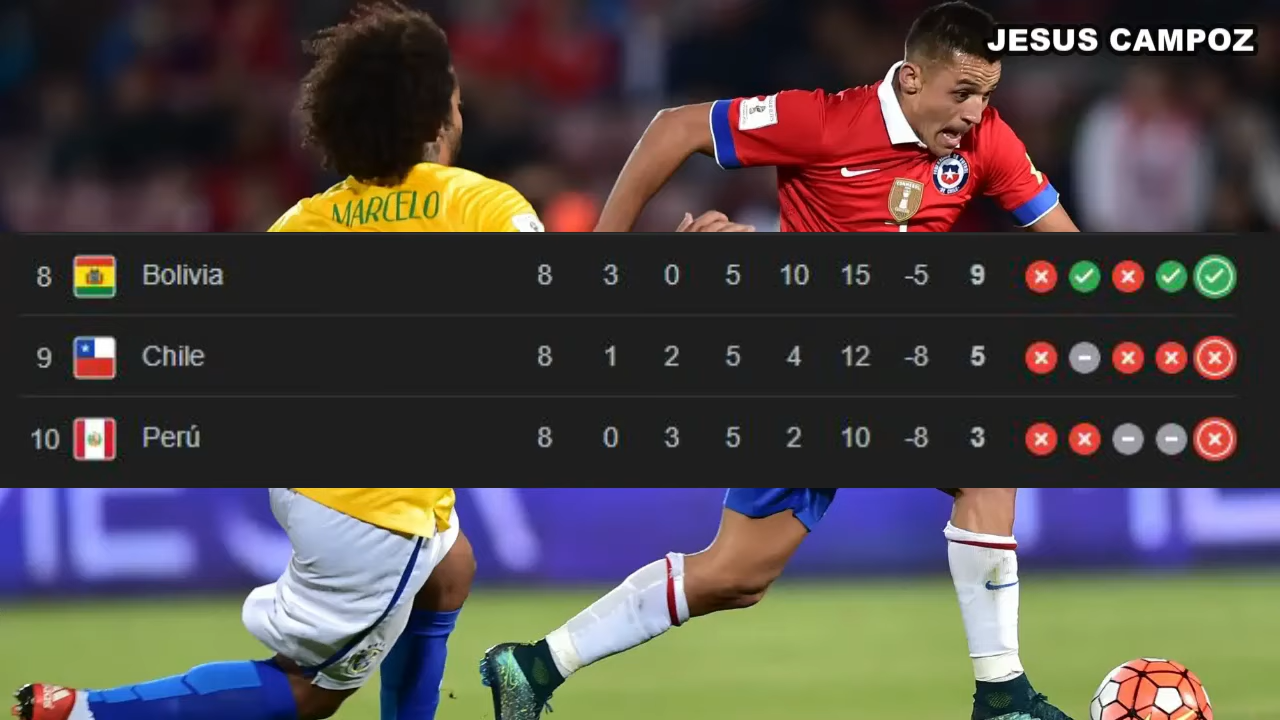 JESUS CAMPOZ
MARCELO
8 Bolivia 8 3 0 5 10 15 -5 9
9 Chile 8 1 2 5 4 12 -8 5
10 Perú 8 0 3 5 2 10 -8 3